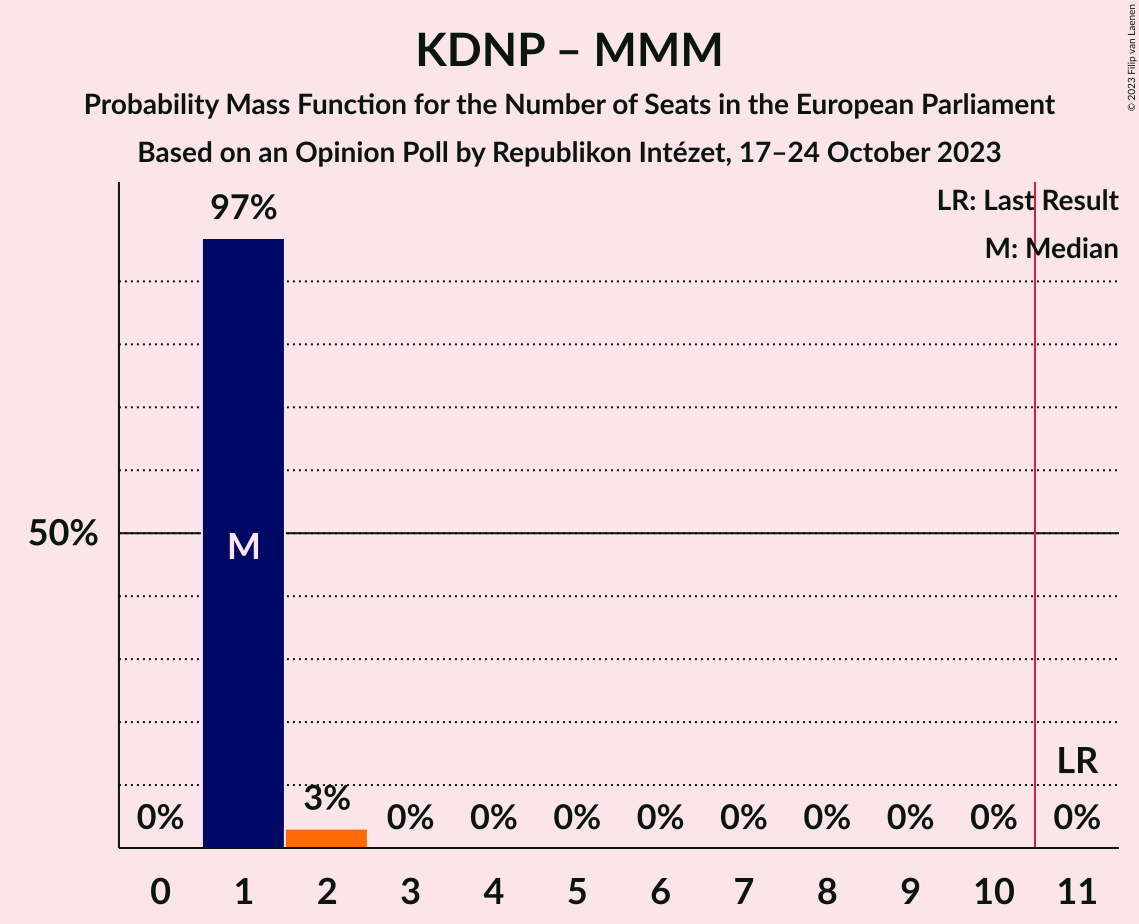 KDNP – MMM
Probability Mass Function for the Number of Seats in the European Parliament
Based on an Opinion Poll by Republikon Intézet, 17–24 October 2023
© 2023 Filip van Laenen
LR: Last Result
M: Median
97%
50%
M
LR
0% 3% 0% 0% 0% 0% 0% 0% 0% 0% 0%
0 1 2 3 4 5 6 7 8 9 10 11